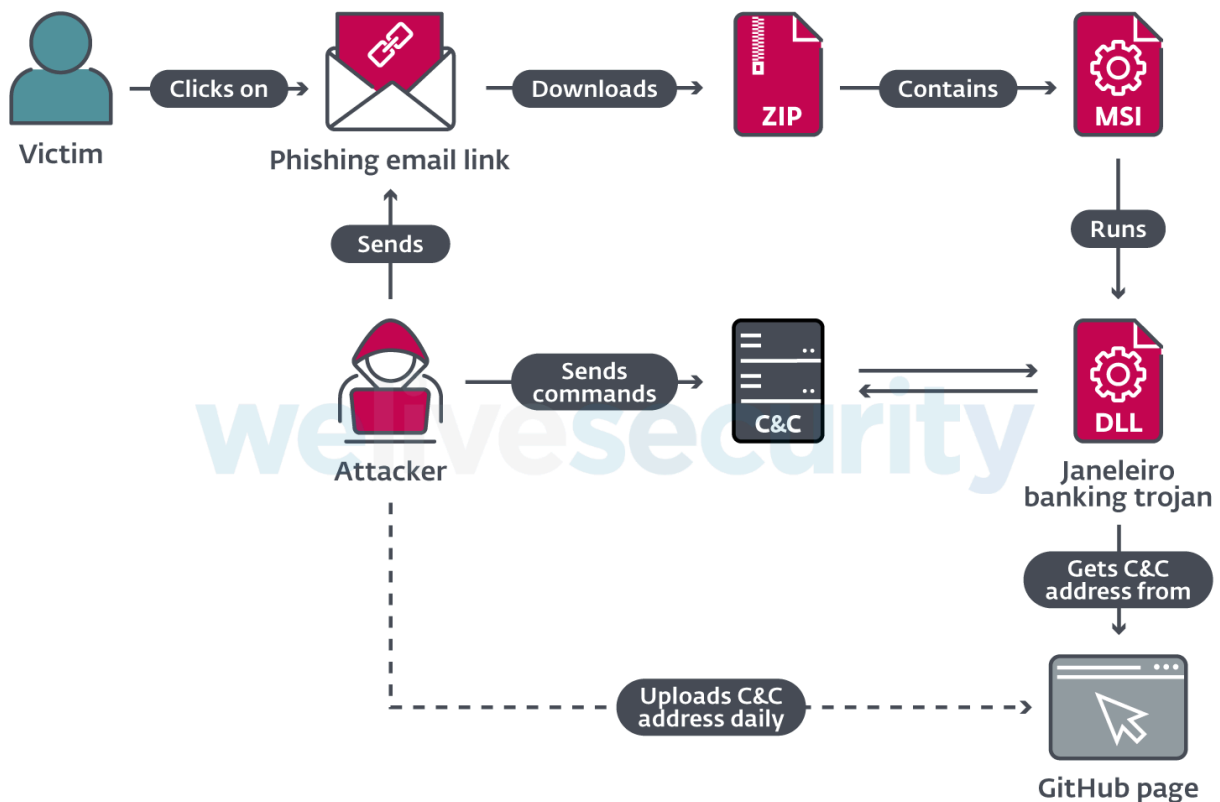 Clicks on
Downloads
ZIP
Contains
MSI
Victim
Phishing email link
Sends
Runs
Sends
commands
C&C
DLL
welivesecurity
Attacker
Janeleiro
banking trojan
Gets C&C
address from
Uploads C&C
address daily
GitHub page